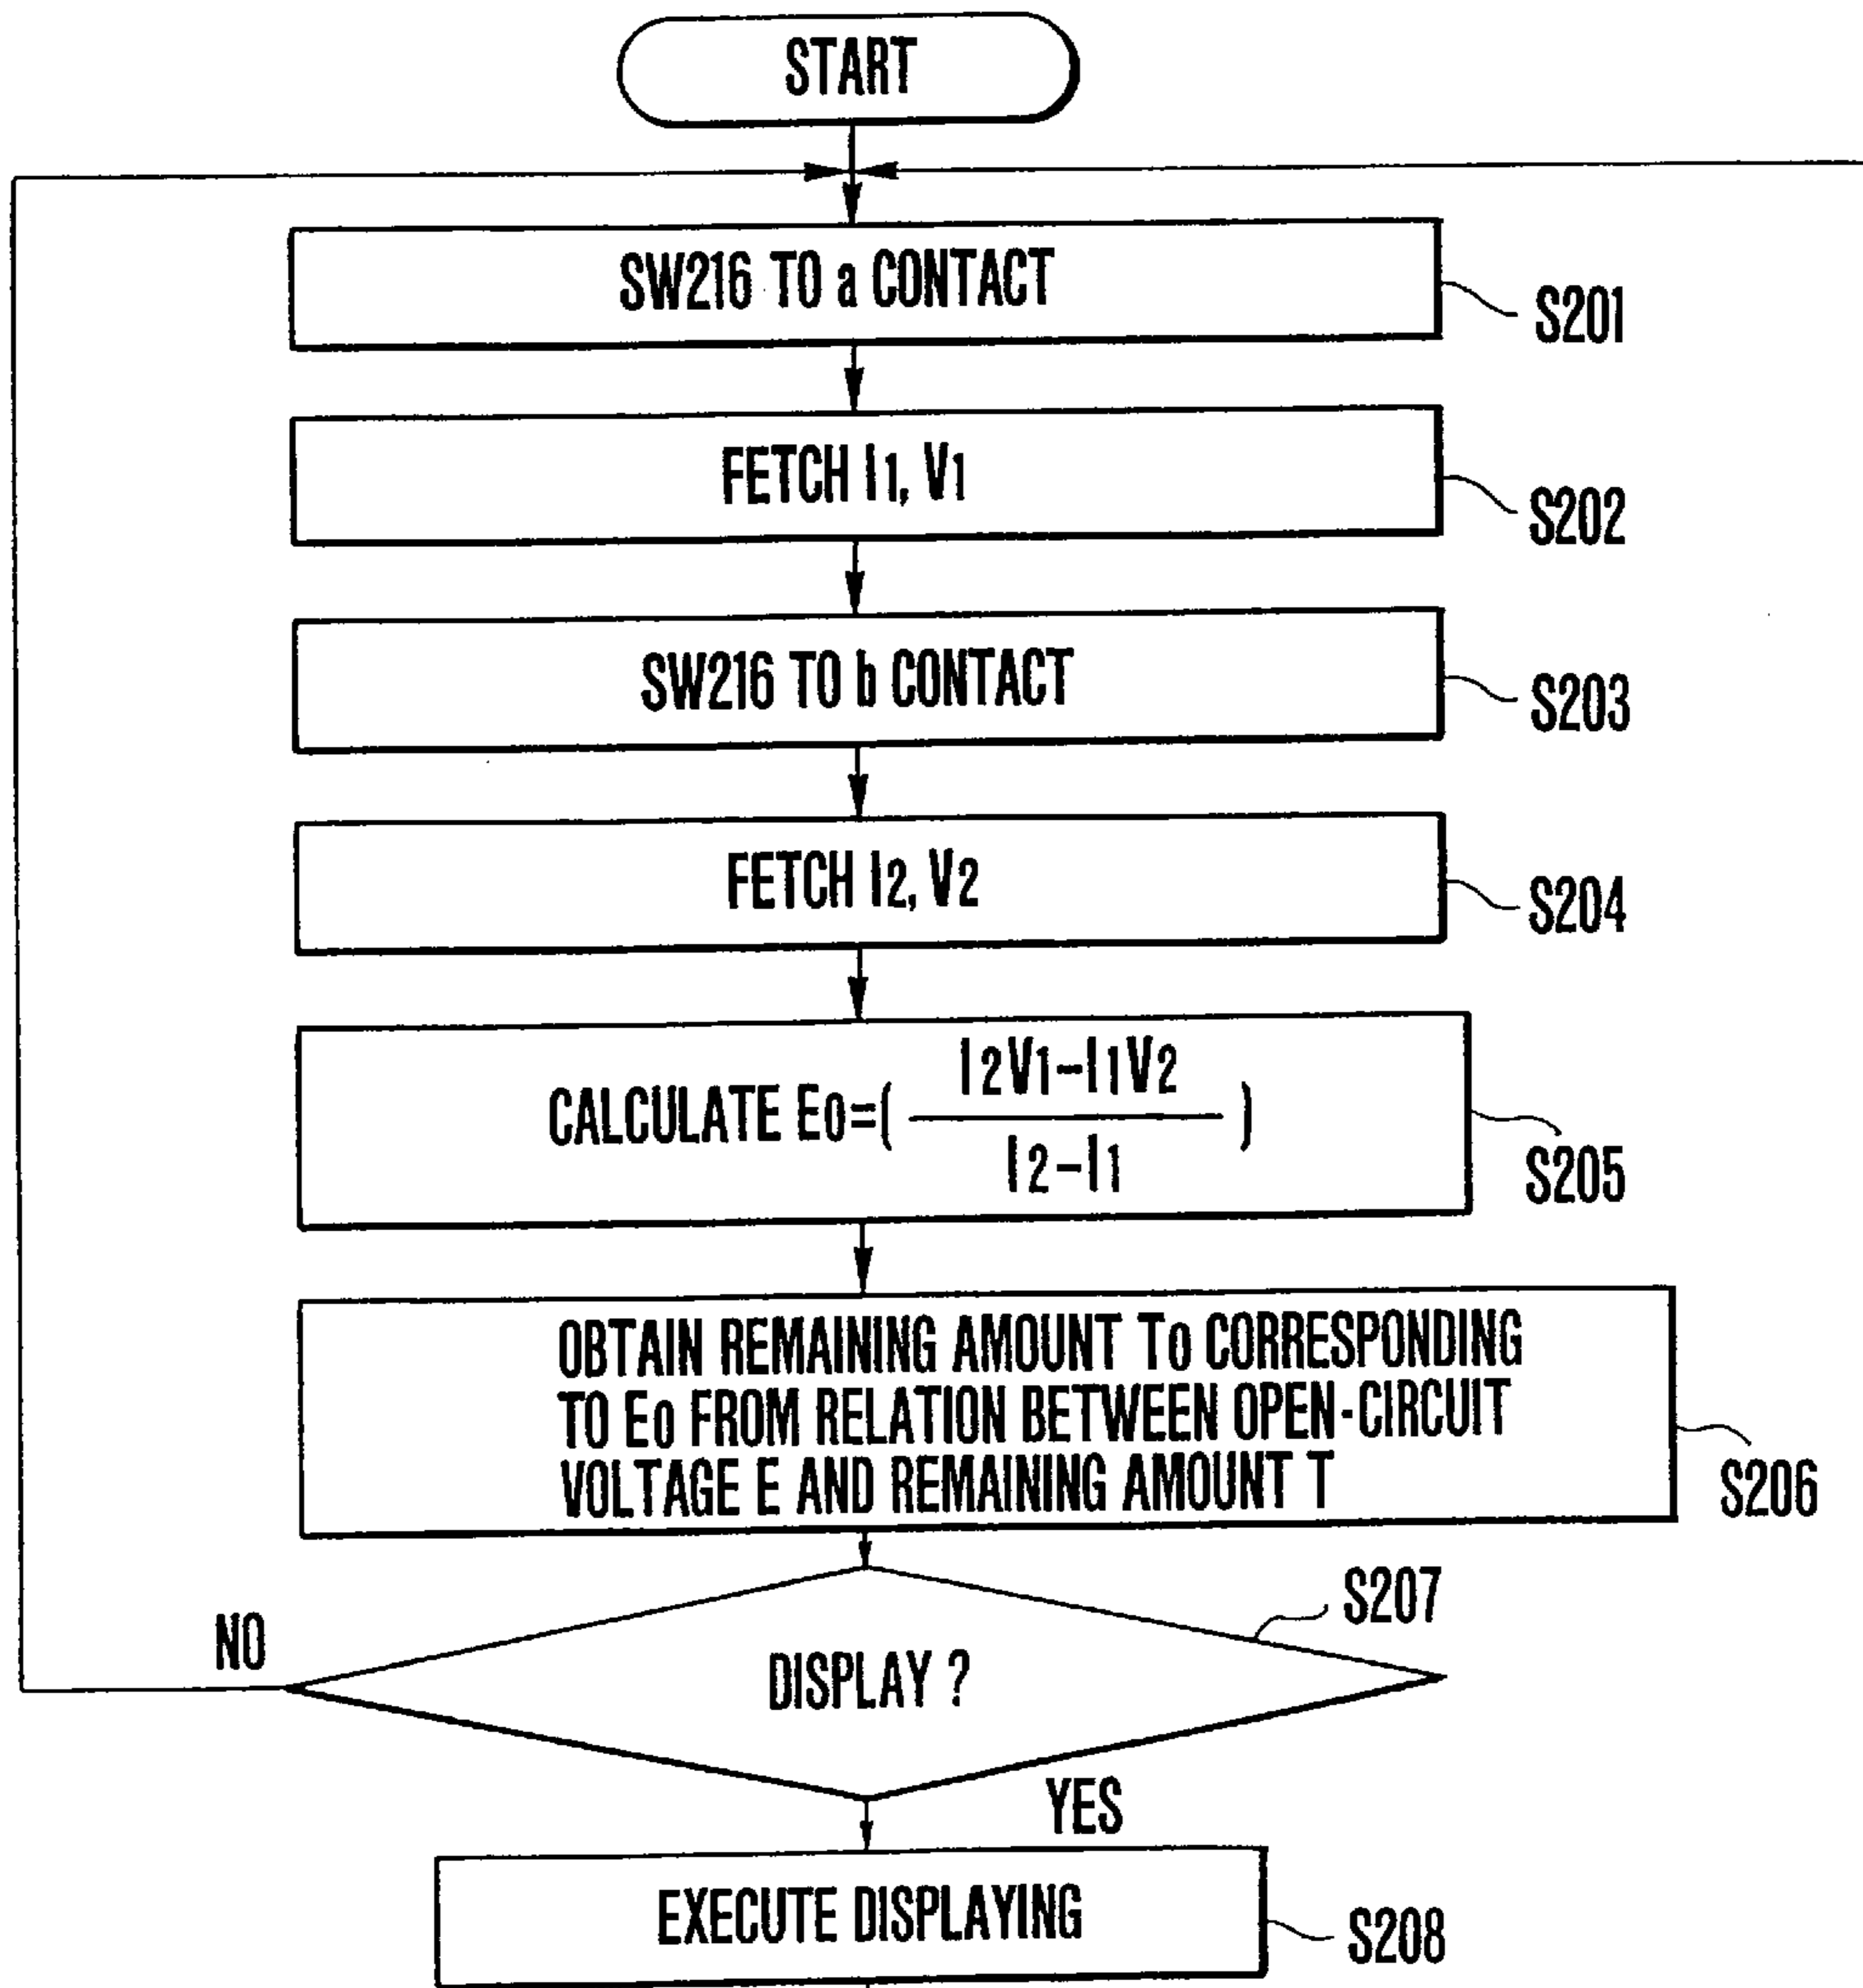 START
SW216 TO a CONTACT
S201
FETCH I1, V1
S202
SW216 TO b CONTACT
S203
FETCH I2, V2
S204
CALCULATE E0=( I2V1-I1V2
I2-I1 )
S205
OBTAIN REMAINING AMOUNT T0 CORRESPONDING
TO E0 FROM RELATION BETWEEN OPEN-CIRCUIT
VOLTAGE E AND REMAINING AMOUNT T
S206
S207
NO
DISPLAY ?
YES
EXECUTE DISPLAYING
S208